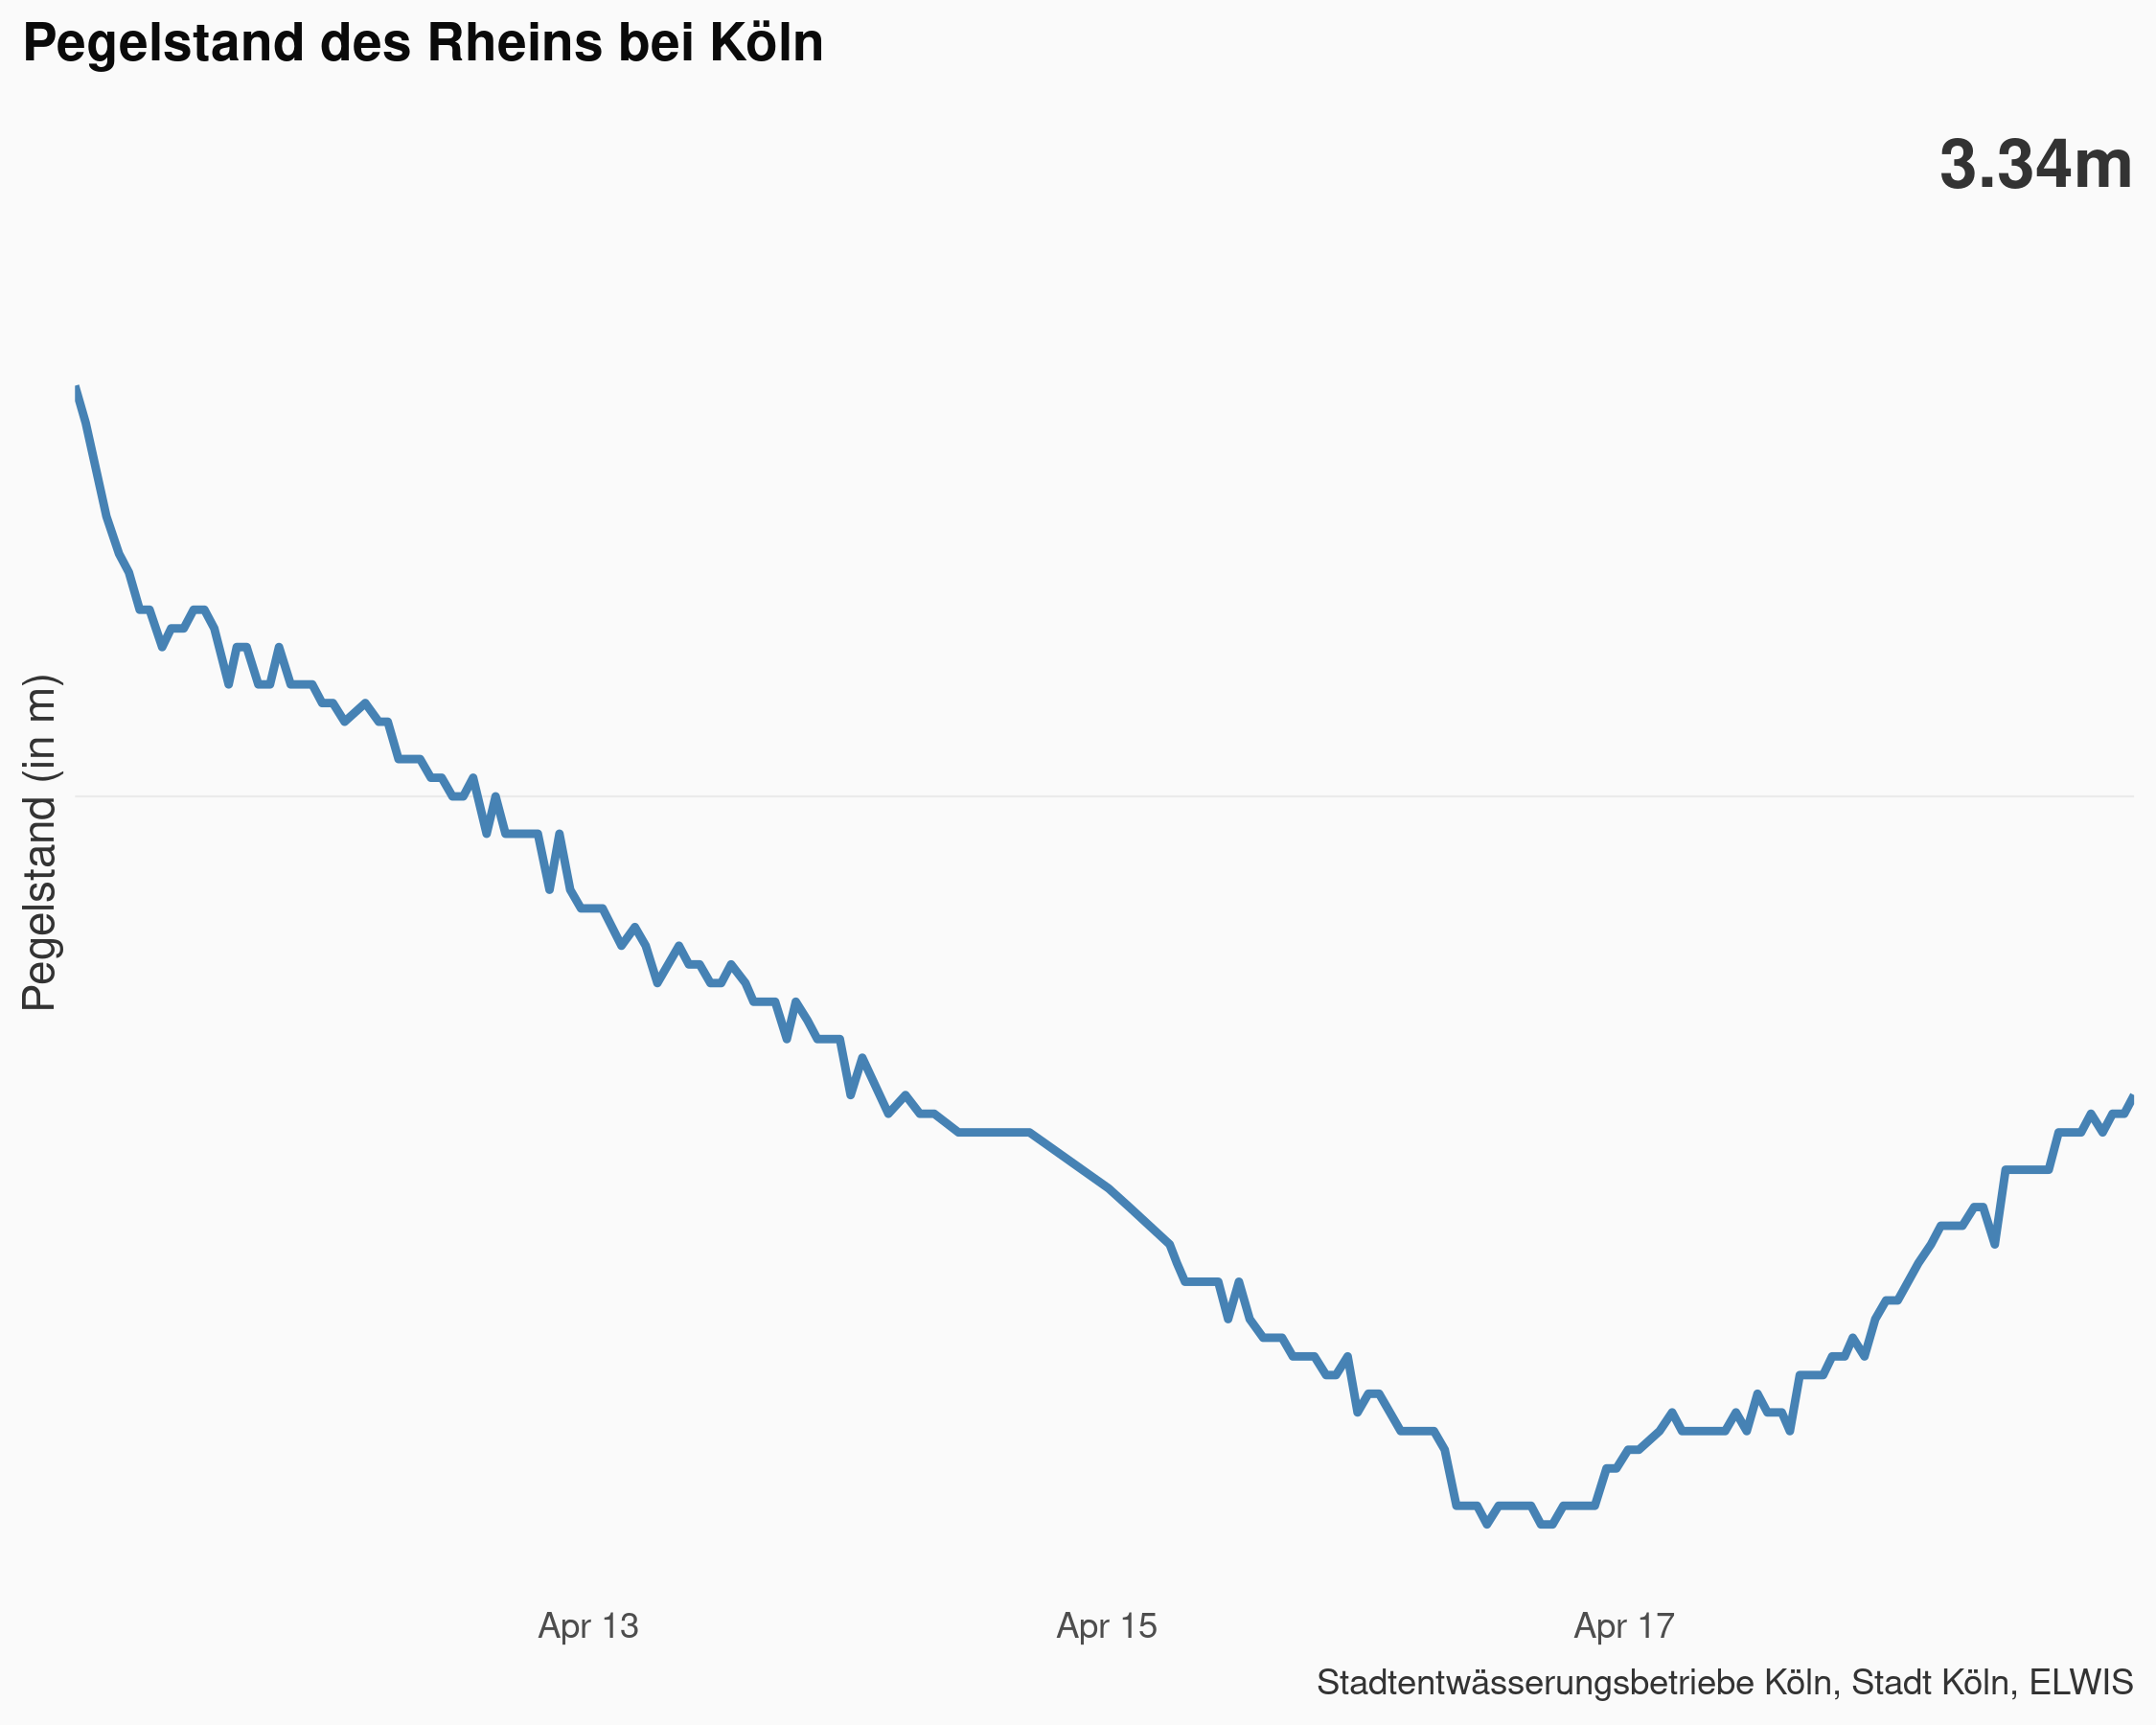 Pegelstand des Rheins bei Köln
3.34m
Pegelstand (in m)
Apr 13
Apr 15
Apr 17
Stadtentwässerungsbetriebe Köln, Stadt Köln, ELWIS